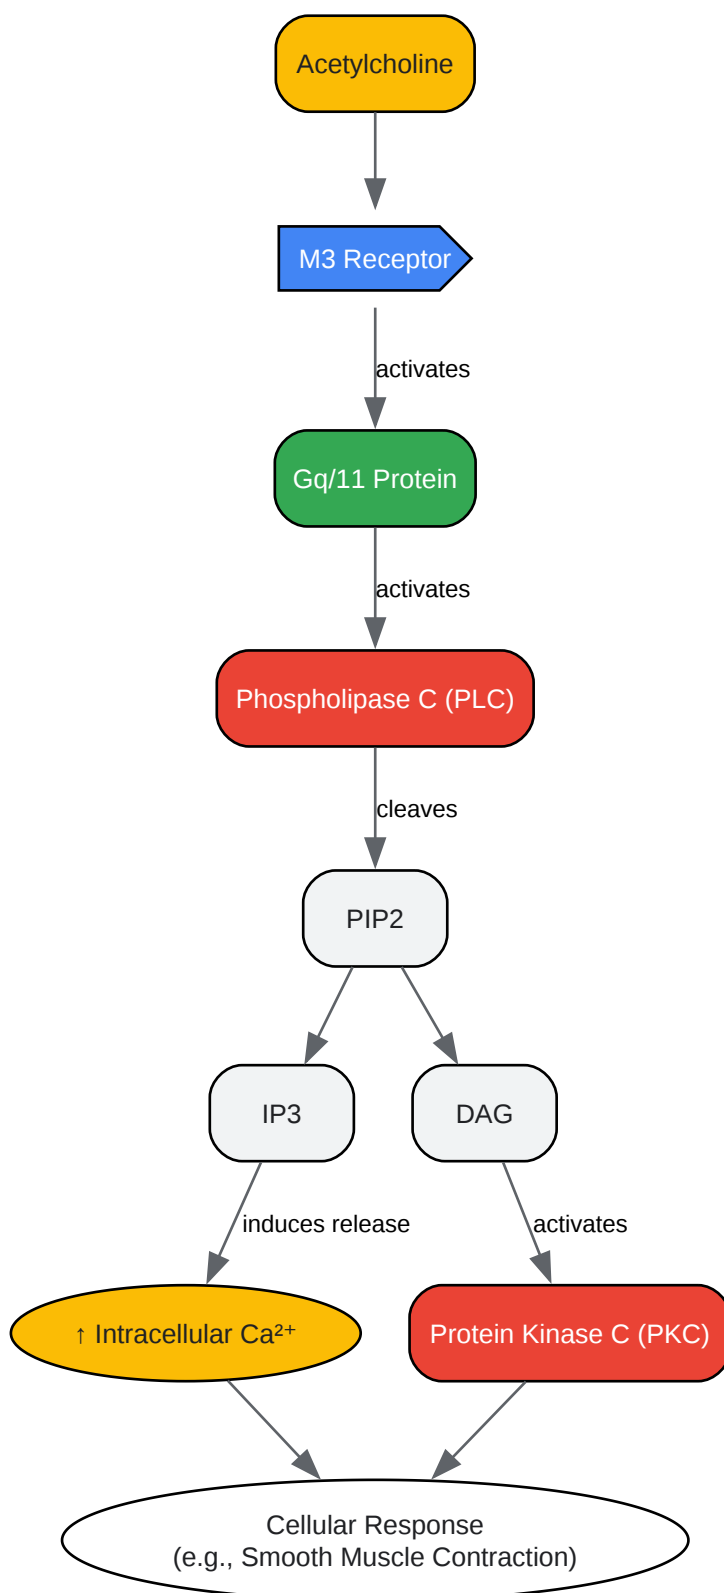 Acetylcholine
M3 Receptor
activates
Gq/11 Protein
activates
Phospholipase C (PLC)
cleaves
PIP2
IP3
DAG
induces release
activates
↑ Intracellular Ca²⁺
Protein Kinase C (PKC)
Cellular Response
(e.g., Smooth Muscle Contraction)